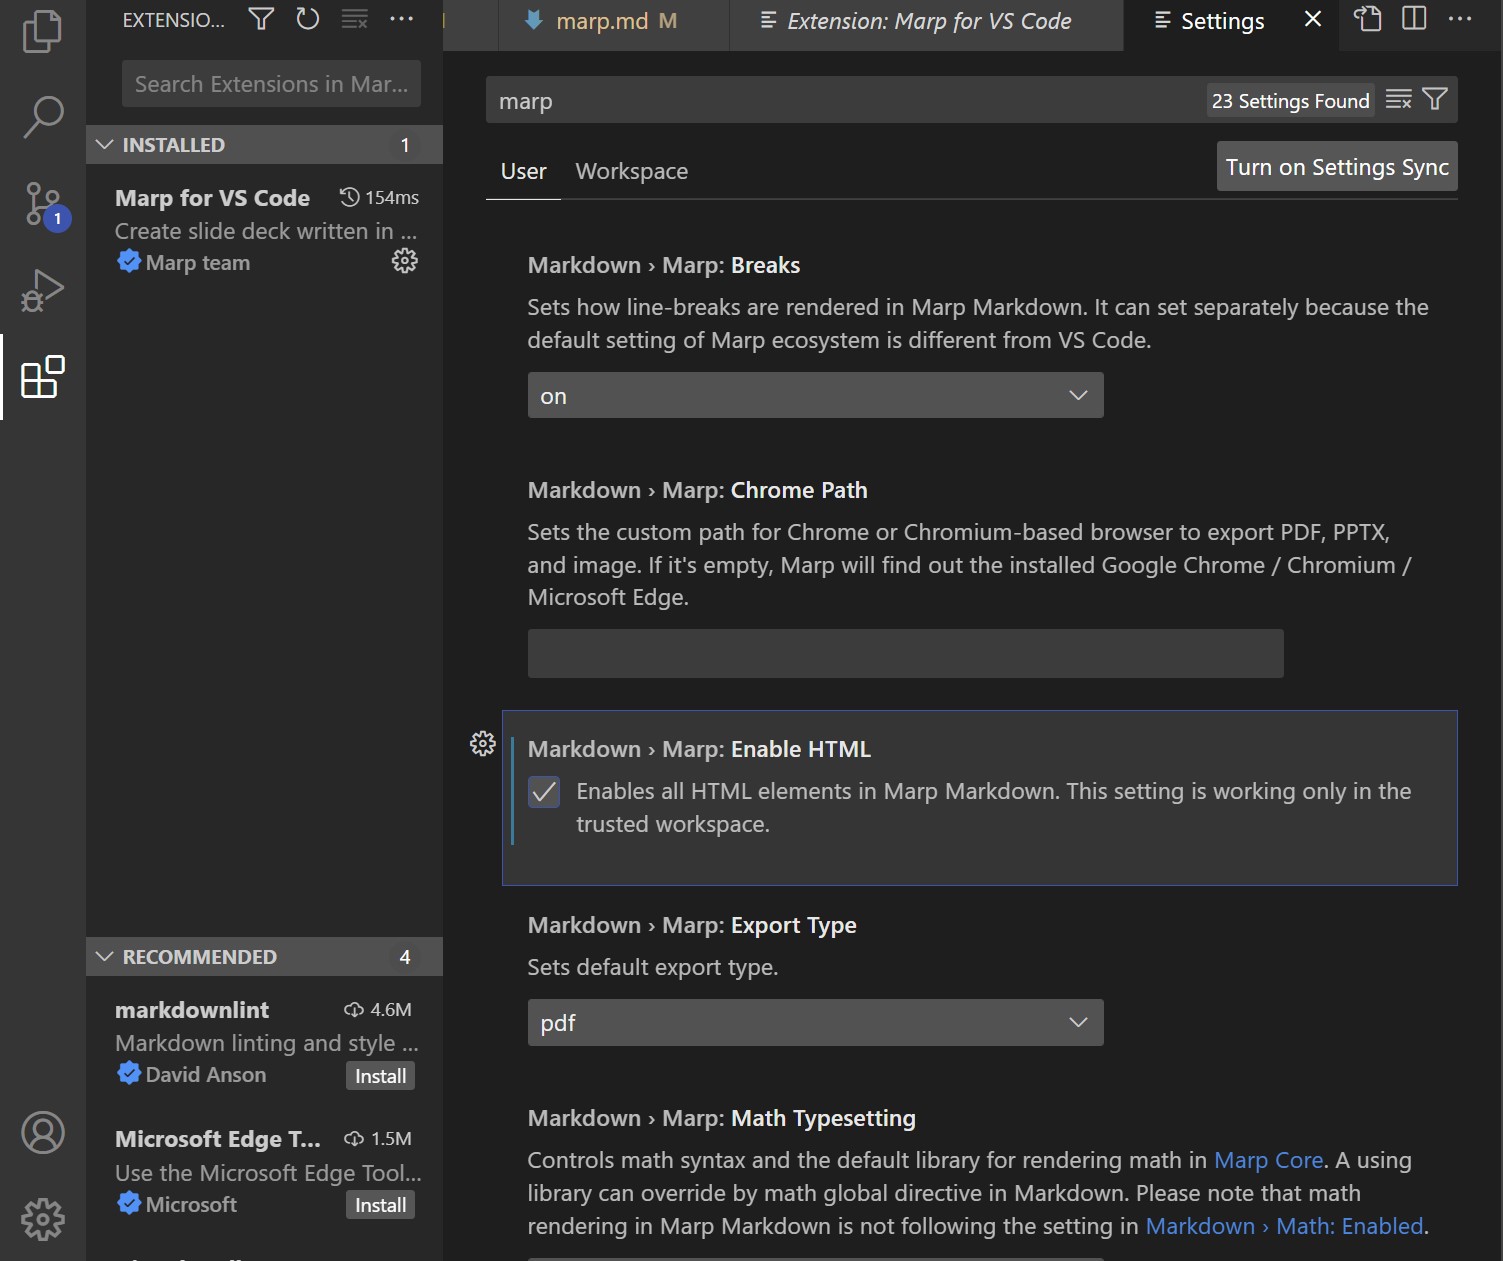 EXTENSIO...
Search Extensions in Mar...
INSTALLED 1
Marp for VS Code 154ms
Create slide deck written in ...
Marp team
1
RECOMMENDED 4
markdownlint 4.6M
Markdown linting and style ...
David Anson Install
Microsoft Edge T... 1.5M
Use the Microsoft Edge Tool...
Microsoft Install
marp.md M
Extension: Marp for VS Code
Settings
marp 23 Settings Found
User Workspace Turn on Settings Sync
Markdown › Marp: Breaks
Sets how line-breaks are rendered in Marp Markdown. It can set separately because the
default setting of Marp ecosystem is different from VS Code.
on
Markdown › Marp: Chrome Path
Sets the custom path for Chrome or Chromium-based browser to export PDF, PPTX,
and image. If it's empty, Marp will find out the installed Google Chrome / Chromium /
Microsoft Edge.
Markdown › Marp: Enable HTML
Enables all HTML elements in Marp Markdown. This setting is working only in the
trusted workspace.
Markdown › Marp: Export Type
Sets default export type.
pdf
Markdown › Marp: Math Typesetting
Controls math syntax and the default library for rendering math in Marp Core. A using
library can override by math global directive in Markdown. Please note that math
rendering in Marp Markdown is not following the setting in Markdown › Math: Enabled.